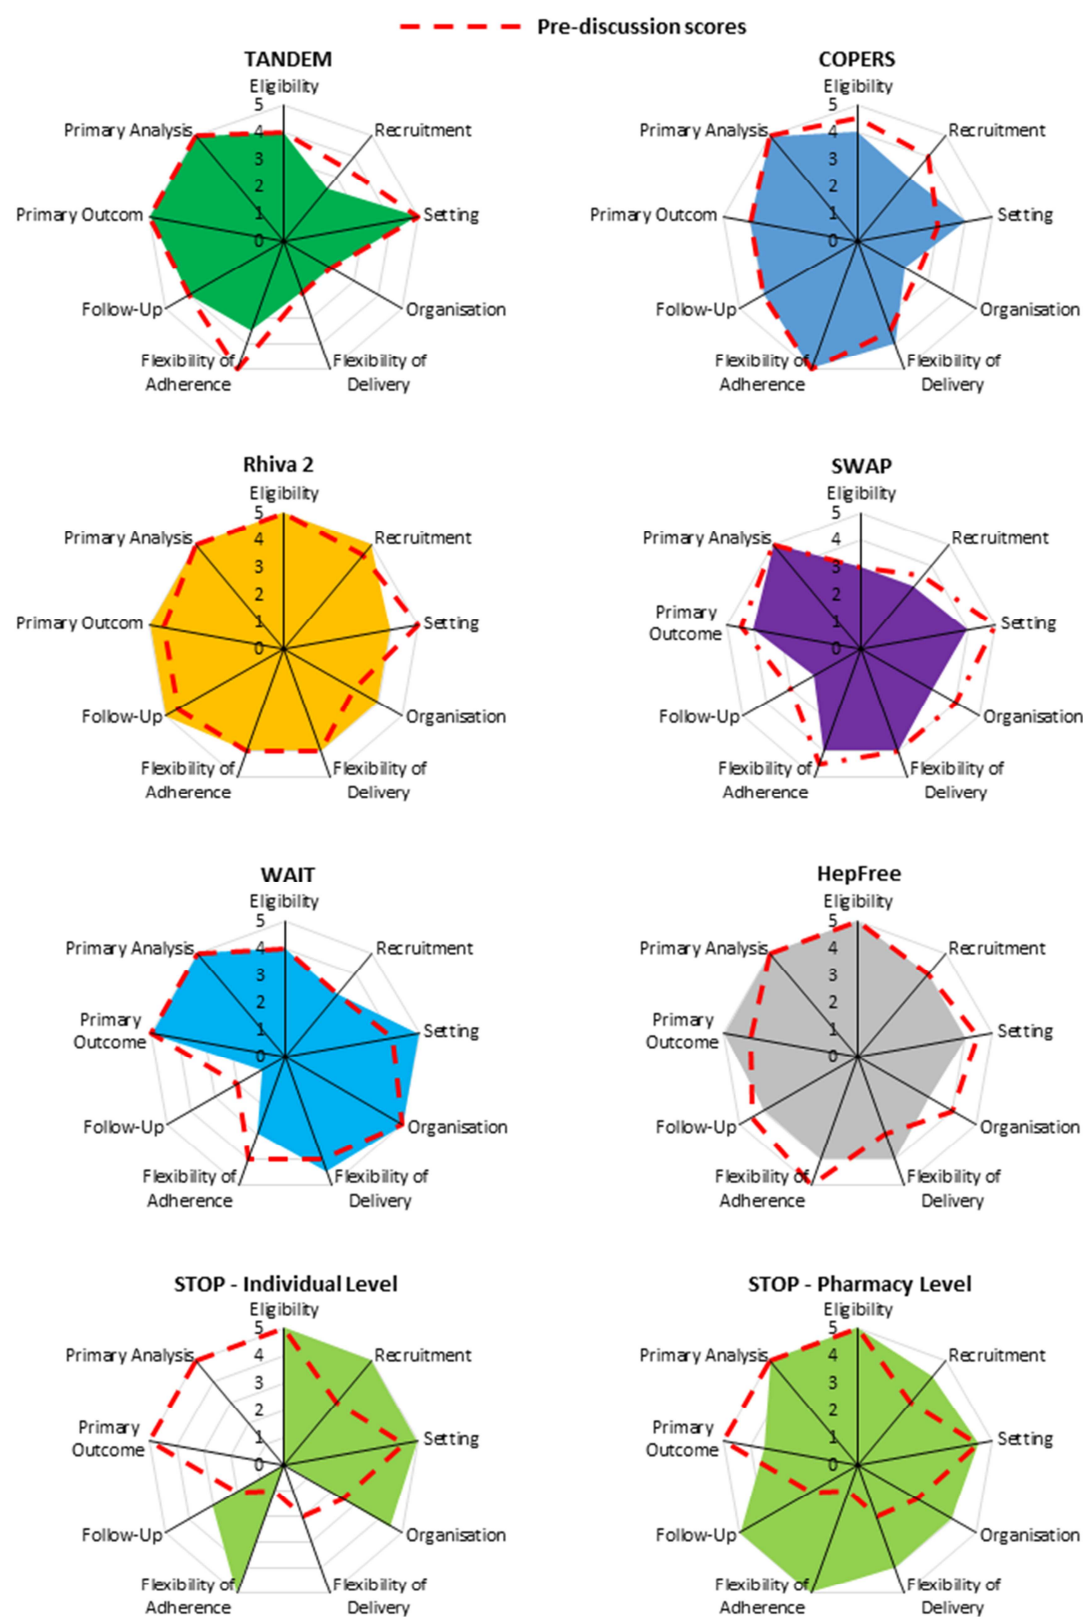 Pre-discussion scores
TANDEM
Eligibility
5
Primary Analysis
4
Recruitment
3
2
Primary Outcom
1
Setting
0
Follow-Up
Organisation
Flexibility of
Adherence
Flexibility of
Delivery
COPERS
Eligibility
5
Primary Analysis
4
Recruitment
3
2
Primary Outcom
1
Setting
0
Follow-Up
Organisation
Flexibility of
Adherence
Flexibility of
Delivery
Rhiva 2
Eligibility
5
Primary Analysis
4
Recruitment
3
2
Primary Outcom
1
Setting
0
Follow-Up
Organisation
Flexibility of
Adherence
Flexibility of
Delivery
SWAP
Eligibility
5
Primary Analysis
4
Recruitment
3
2
Primary
Outcome
1
Setting
0
Follow-Up
Organisation
Flexibility of
Adherence
Flexibility of
Delivery
WAIT
Eligibility
5
Primary Analysis
4
Recruitment
3
2
Primary
Outcome
1
Setting
0
Follow-Up
Organisation
Flexibility of
Adherence
Flexibility of
Delivery
HepFree
Eligibility
5
Primary Analysis
4
Recruitment
3
2
Primary
Outcome
1
Setting
0
Follow-Up
Organisation
Flexibility of
Adherence
Flexibility of
Delivery
STOP - Individual Level
Eligibility
5
Primary Analysis
4
Recruitment
3
2
Primary
Outcome
1
Setting
0
Follow-Up
Organisation
Flexibility of
Adherence
Flexibility of
Delivery
STOP - Pharmacy Level
Eligibility
5
Primary Analysis
4
Recruitment
3
2
Primary
Outcome
1
Setting
0
Follow-Up
Organisation
Flexibility of
Adherence
Flexibility of
Delivery